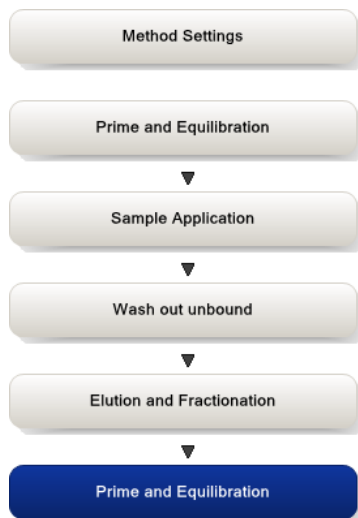 Method Settings
Prime and Equilibration
Sample Application
Wash out unbound
Elution and Fractionation
Prime and Equilibration